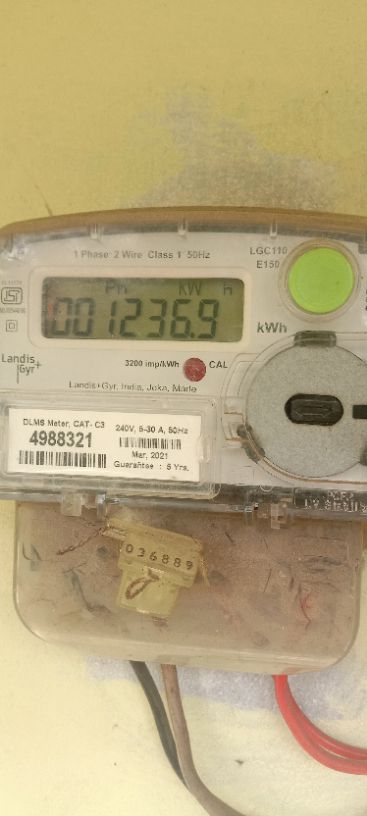 1 Phase 2 Wire Class 1 50Hz
LGC110
E150
Ph kW h
001236.9
kWh
Landis
Gyr+
3200 imp/kWh
CAL
Landis+Gyr, India, Joka,
DLMS Meter, CAT- C3
4988321
240V, 5-30 A, 50Hz
Mar, 2021
Guarantee : 5 Yrs.
036889